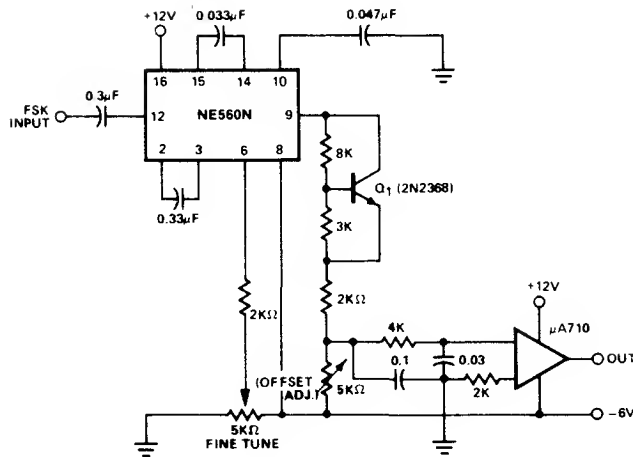 +12V
0.033µF
0.047µF
16
15
14
10
FSK
INPUT
0.3µF
12
NE560N
9
2
3
6
8
0.33µF
8K
Q1 (2N2368)
3K
2KΩ
2KΩ
+12V
µA710
4K
0.1
0.03
OUT
(OFFSET
ADJ.)
5KΩ
2K
−6V
5KΩ
FINE TUNE